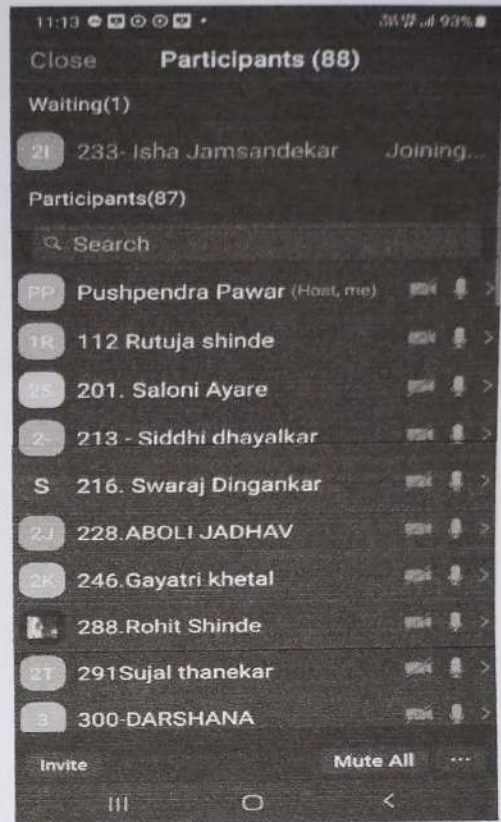 11:13
93%
Close Participants (88)
Waiting(1)
2I 233- Isha Jamsandekar Joining...
Participants(87)
Search
PP Pushpendra Pawar (Host, me)
1R 112 Rutuja shinde
2S 201. Saloni Ayare
2- 213 - Siddhi dhayalkar
S 216. Swaraj Dingankar
2J 228.ABOLI JADHAV
2K 246.Gayatri khetal
288.Rohit Shinde
2T 291Sujal thanekar
3 300-DARSHANA
Invite Mute All ...